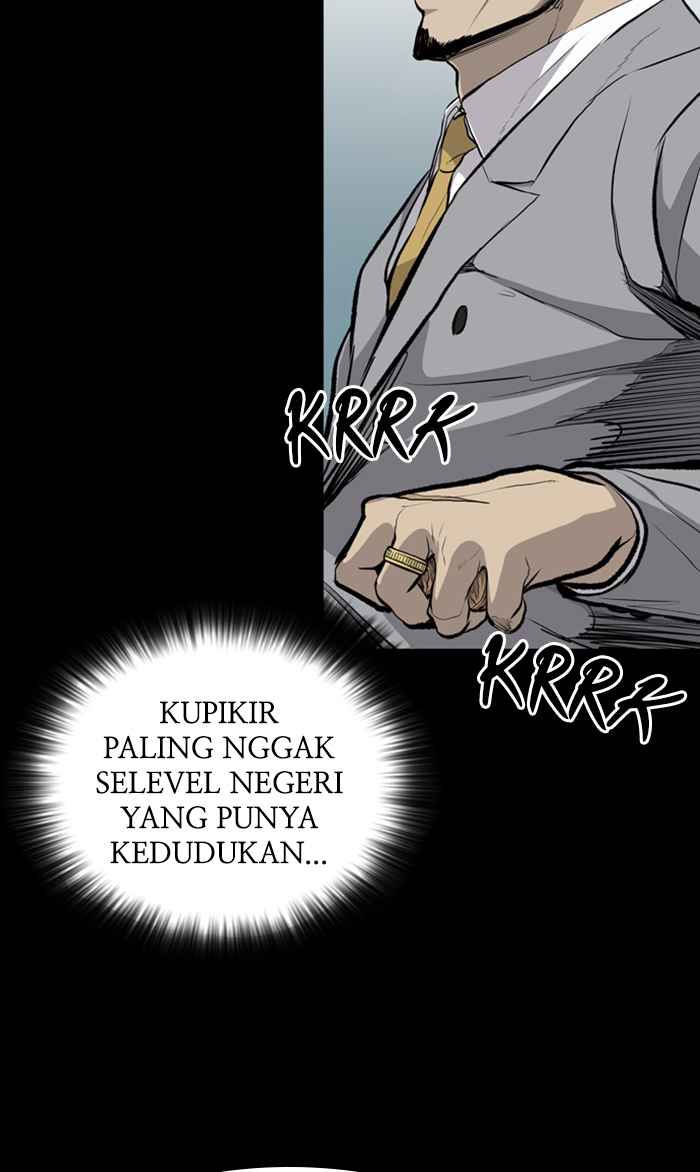 KRRK
KRRK
KUPIKIR
PALING NGGAK
SELEVEL NEGERI
YANG PUNYA
KEDUDUKAN...